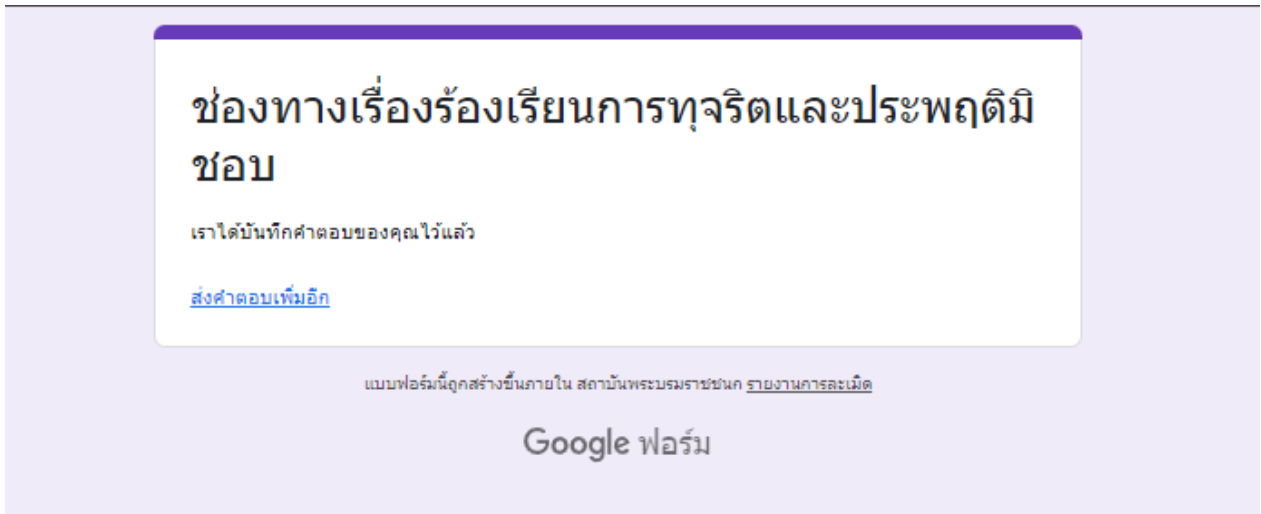 ช่องทางเรื่องร้องเรียนการทุจริตและประพฤติมิ
ชอบ
เราได้บันทึกคำตอบของคุณไว้แล้ว
ส่งคำตอบเพิ่มอีก
แบบฟอร์มนี้ถูกสร้างขึ้นภายใน สถาบันพระบรมราชชนก รายงานการละเมิด
Google ฟอร์ม